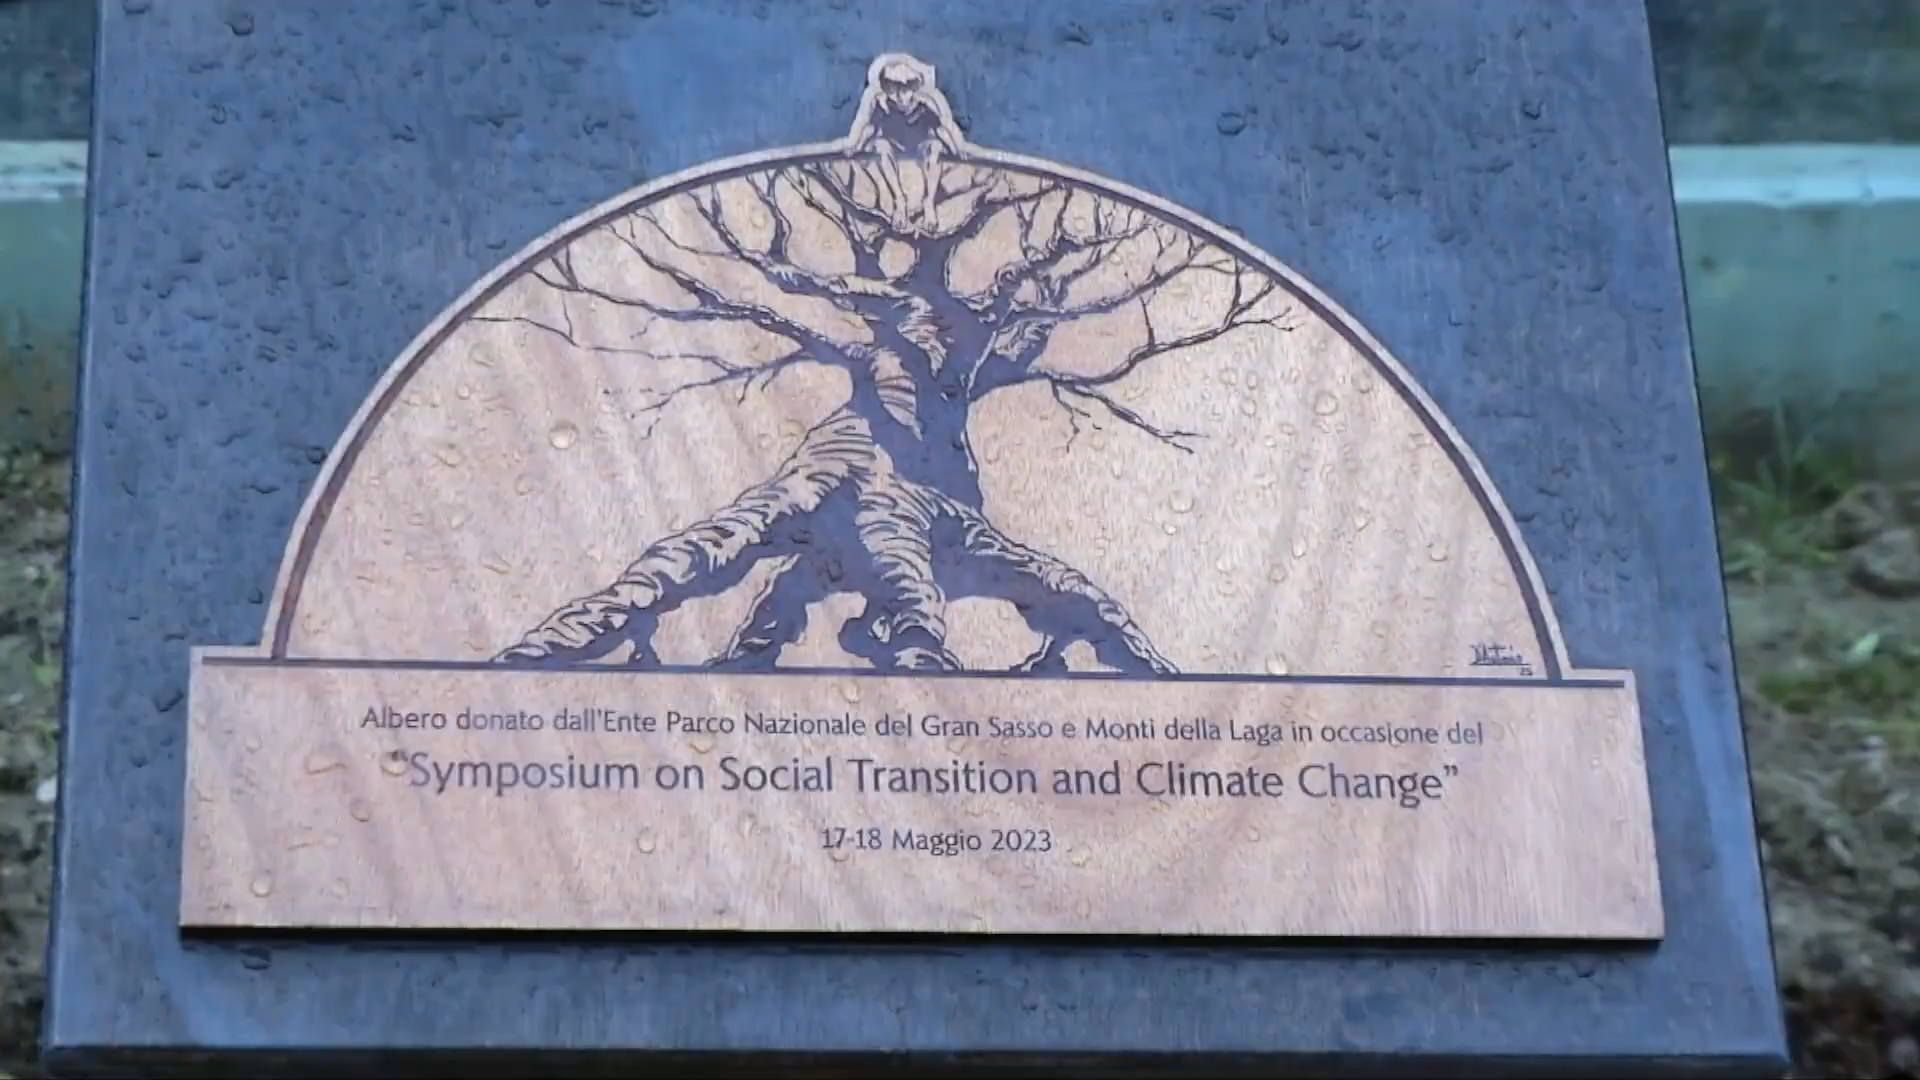 Albero donato dall'Ente Parco Nazionale del Gran Sasso e Monti della Laga in occasione del
“Symposium on Social Transition and Climate Change”
17-18 Maggio 2023